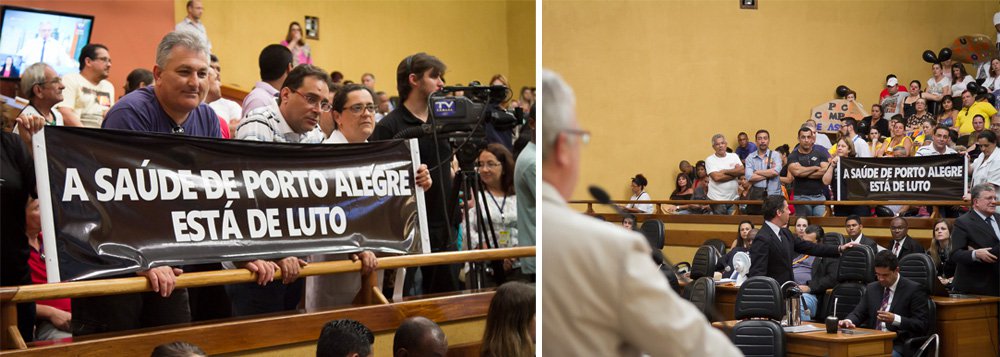 A SAÚDE DE PORTO ALEGRE
ESTÁ DE LUTO
TV
A SAÚDE DE PORTO ALEGRE
ESTÁ DE LUTO